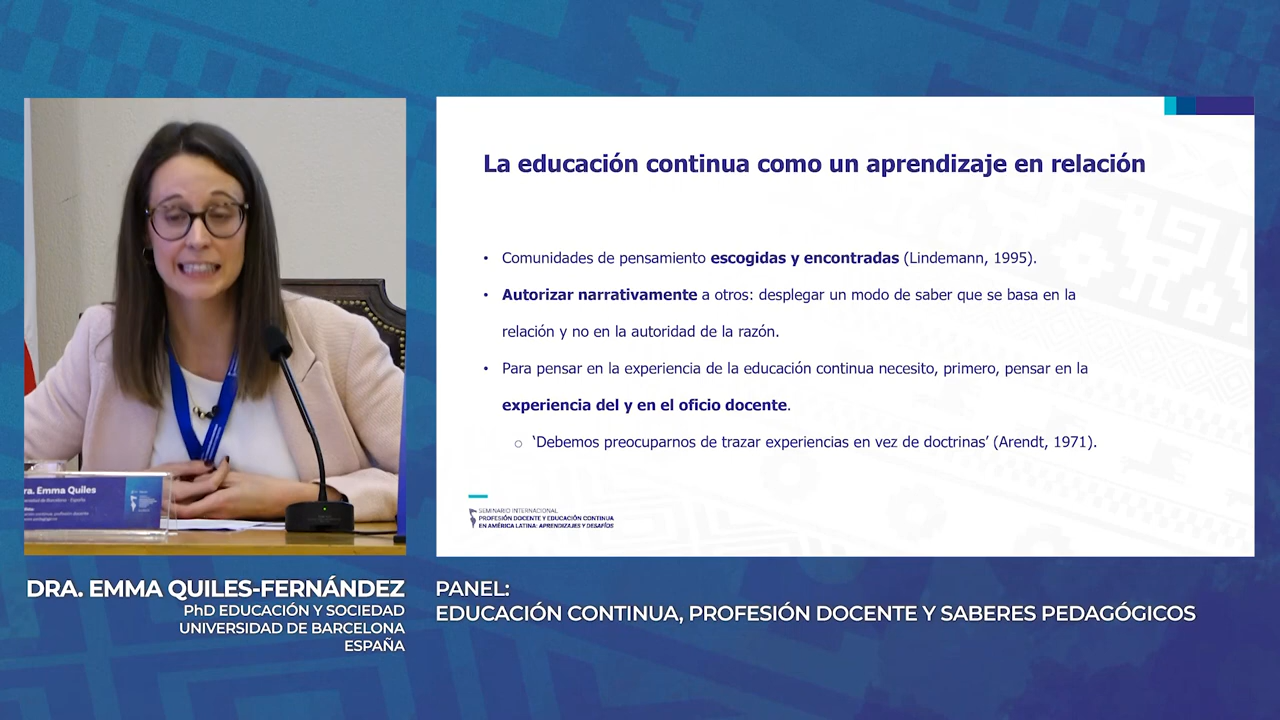 La educación continua como un aprendizaje en relación
• Comunidades de pensamiento escogidas y encontradas (Lindemann, 1995).
• Autorizar narrativamente a otros: desplegar un modo de saber que se basa en la
relación y no en la autoridad de la razón.
• Para pensar en la experiencia de la educación continua necesito, primero, pensar en la
experiencia del y en el oficio docente.
○ ‘Debemos preocuparnos de trazar experiencias en vez de doctrinas’ (Arendt, 1971).
SEMINARIO INTERNACIONAL
PROFESIÓN DOCENTE Y EDUCACIÓN CONTINUA
EN AMÉRICA LATINA: APRENDIZAJES Y DESAFÍOS
Emma Quiles
DRA. EMMA QUILES-FERNÁNDEZ
PhD EDUCACIÓN Y SOCIEDAD
UNIVERSIDAD DE BARCELONA
ESPAÑA
PANEL:
EDUCACIÓN CONTINUA, PROFESIÓN DOCENTE Y SABERES PEDAGÓGICOS